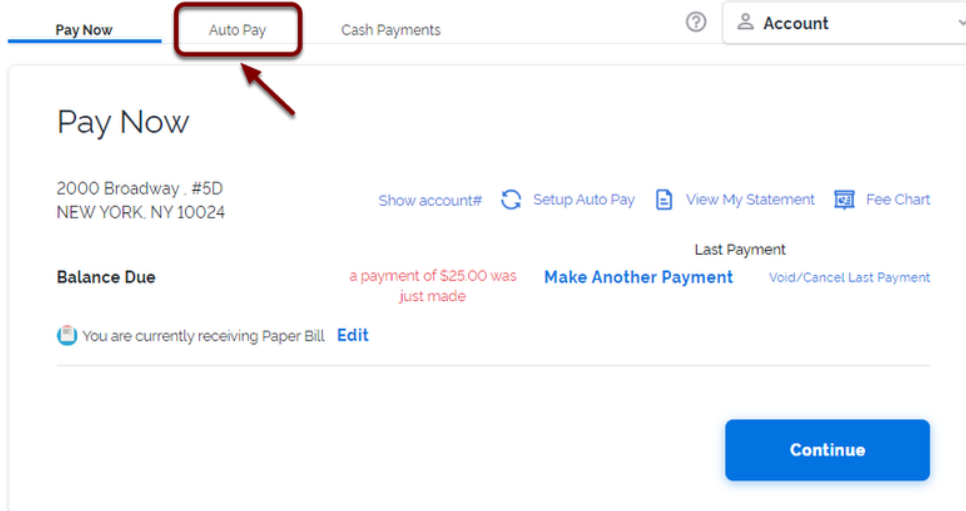 Pay Now
Auto Pay
Cash Payments
Account
Pay Now
2000 Broadway , #5D
NEW YORK, NY 10024
Show account#
Setup Auto Pay
View My Statement
Fee Chart
Last Payment
Balance Due
a payment of $25.00 was
just made
Make Another Payment
Void/Cancel Last Payment
You are currently receiving Paper Bill
Edit
Continue